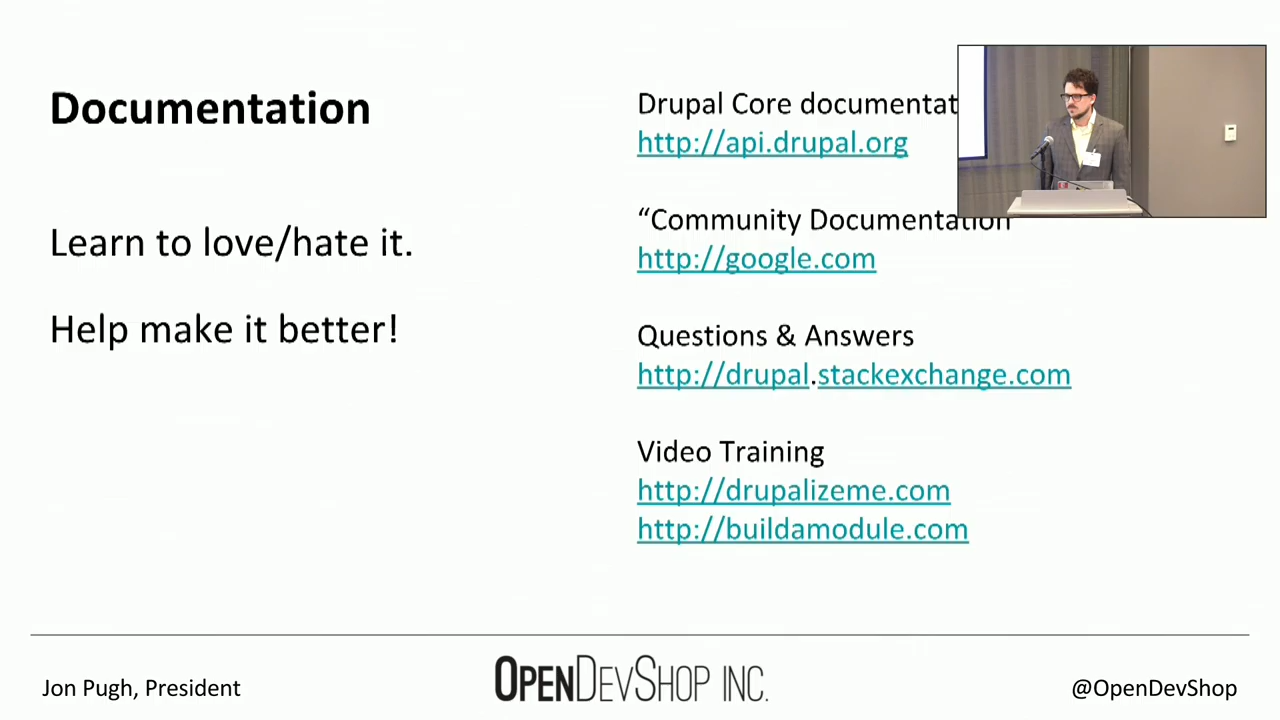 Documentation
Learn to love/hate it.
Help make it better!
Drupal Core
http://api.drupal.org
“Community Documentation
http://google.com
Questions & Answers
http://drupal.stackexchange.com
Video Training
http://drupalizeme.com
http://buildamodule.com
Jon Pugh, President
OPENDEVSHOP INC.
@OpenDevShop